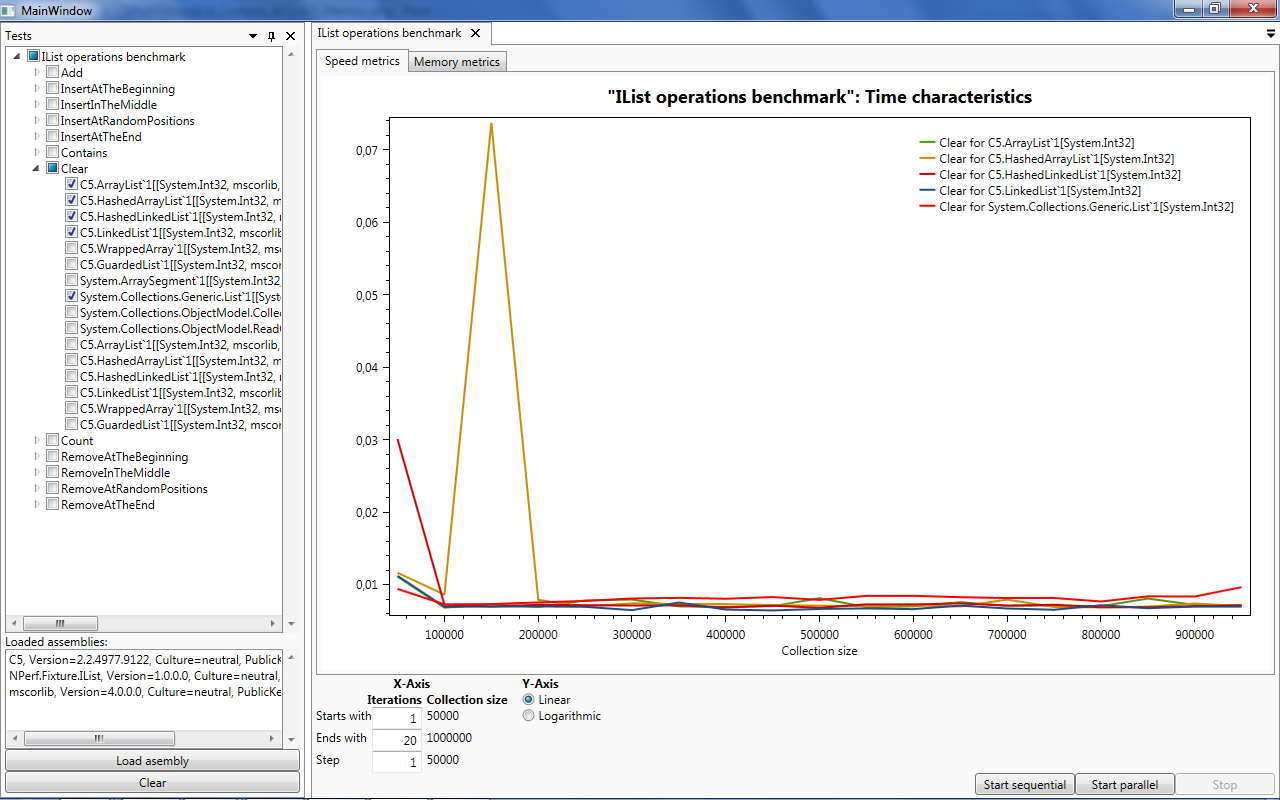 MainWindow
Tests
IList operations benchmark
Add
InsertAtTheBeginning
InsertInTheMiddle
InsertAtRandomPositions
InsertAtTheEnd
Contains
Clear
C5.ArrayList`1[[System.Int32, mscorlib,
C5.HashedArrayList`1[[System.Int32, m
C5.HashedLinkedList`1[[System.Int32,
C5.LinkedList`1[[System.Int32, mscorlib
C5.WrappedArray`1[[System.Int32, msc
C5.GuardedList`1[[System.Int32, mscor
System.ArraySegment`1[[System.Int32,
System.Collections.Generic.List`1[[Syst
System.Collections.ObjectModel.Collec
System.Collections.ObjectModel.ReadO
C5.ArrayList`1[[System.Int32, mscorlib,
C5.HashedArrayList`1[[System.Int32, m
C5.HashedLinkedList`1[[System.Int32,
C5.LinkedList`1[[System.Int32, mscorlib
C5.WrappedArray`1[[System.Int32, msc
C5.GuardedList`1[[System.Int32, mscor
Count
RemoveAtTheBeginning
RemoveInTheMiddle
RemoveAtRandomPositions
RemoveAtTheEnd
Loaded assemblies:
C5, Version=2.2.4977.9122, Culture=neutral, PublicK
NPerf.Fixture.IList, Version=1.0.0.0, Culture=neutral,
mscorlib, Version=4.0.0.0, Culture=neutral, PublicKe
Load asembly
Clear
IList operations benchmark
Speed metrics
Memory metrics
"IList operations benchmark": Time characteristics
Clear for C5.ArrayList`1[System.Int32]
Clear for C5.HashedArrayList`1[System.Int32]
Clear for C5.HashedLinkedList`1[System.Int32]
Clear for C5.LinkedList`1[System.Int32]
Clear for System.Collections.Generic.List`1[System.Int32]
0,07
0,06
0,05
0,04
0,03
0,02
0,01
100000 200000 300000 400000 500000 600000 700000 800000 900000
Collection size
X-Axis
Iterations Collection size
Starts with 1 50000
Ends with 20 1000000
Step 1 50000
Y-Axis
Linear
Logarithmic
Start sequential
Start parallel
Stop